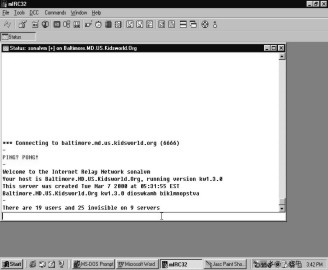 mIRC32
File Tools DCC Commands Window Help
Status
Status: sonalvm [+] on Baltimore.MD.US.Kidsworld.Org
*** Connecting to baltimore.md.us.kidsworld.org (6666)
-
PING? PONG!
-
Welcome to the Internet Relay Network sonalvm
Your host is Baltimore.MD.US.Kidsworld.Org, running version kw1.3.0
This server was created Tue Mar 7 2000 at 05:31:55 EST
Baltimore.MD.US.Kidsworld.Org kw1.3.0 dioswkanb biklmnopstva
-
There are 19 users and 25 invisible on 9 servers
Start
MS-DOS Prompt
Microsoft Word
mIRC32
Jasc Paint Sho...
3:42 PM